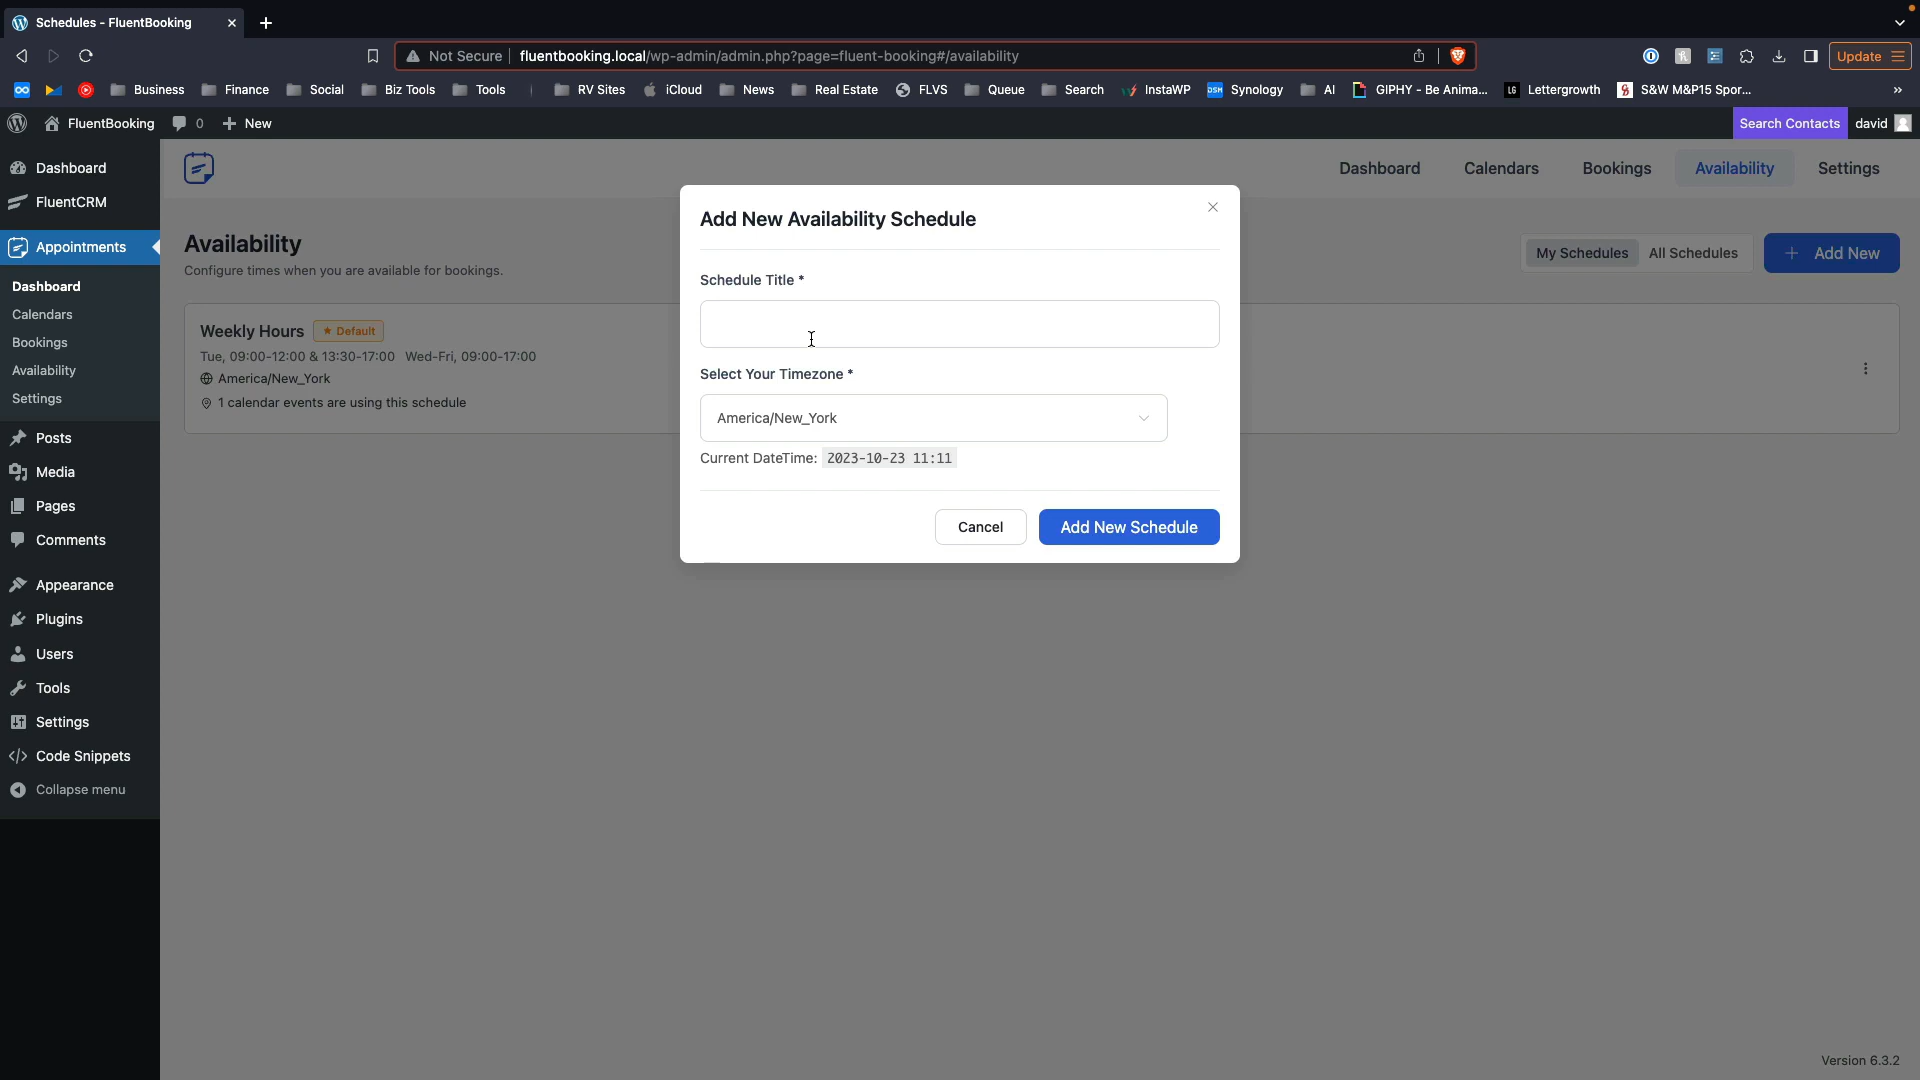 Schedules - FluentBooking
Not Secure fluentbooking.local/wp-admin/admin.php?page=fluent-booking#/availability
Update
Business Finance Social Biz Tools Tools RV Sites iCloud News Real Estate FLVS Queue Search InstaWP DSM Synology AI GIPHY - Be Anima... LG Lettergrowth S&W M&P15 Spor... »
FluentBooking 0 New Search Contacts david
Dashboard
FluentCRM
Appointments
Dashboard
Calendars
Bookings
Availability
Settings
Posts
Media
Pages
Comments
Appearance
Plugins
Users
Tools
Settings
Code Snippets
Collapse menu
Dashboard Calendars Bookings Availability Settings
Availability
Configure times when you are available for bookings.
My Schedules All Schedules + Add New
Weekly Hours ★ Default
Tue, 09:00-12:00 & 13:30-17:00 Wed-Fri, 09:00-17:00
America/New_York
1 calendar events are using this schedule
Add New Availability Schedule
Schedule Title *
Select Your Timezone *
America/New_York
Current DateTime: 2023-10-23 11:11
Cancel Add New Schedule
Version 6.3.2